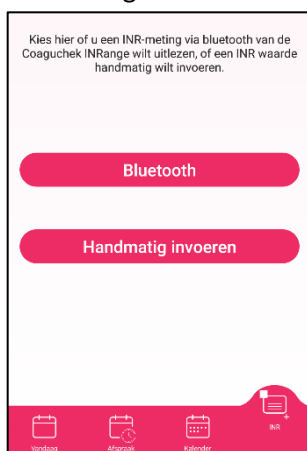 Kies hier of u een INR-meting via bluetooth van de
Coaguchek INRange wilt uitlezen, of een INR waarde
handmatig wilt invoeren.
Bluetooth
Handmatig invoeren
INR
Vandaag
Afspraak
Kalender